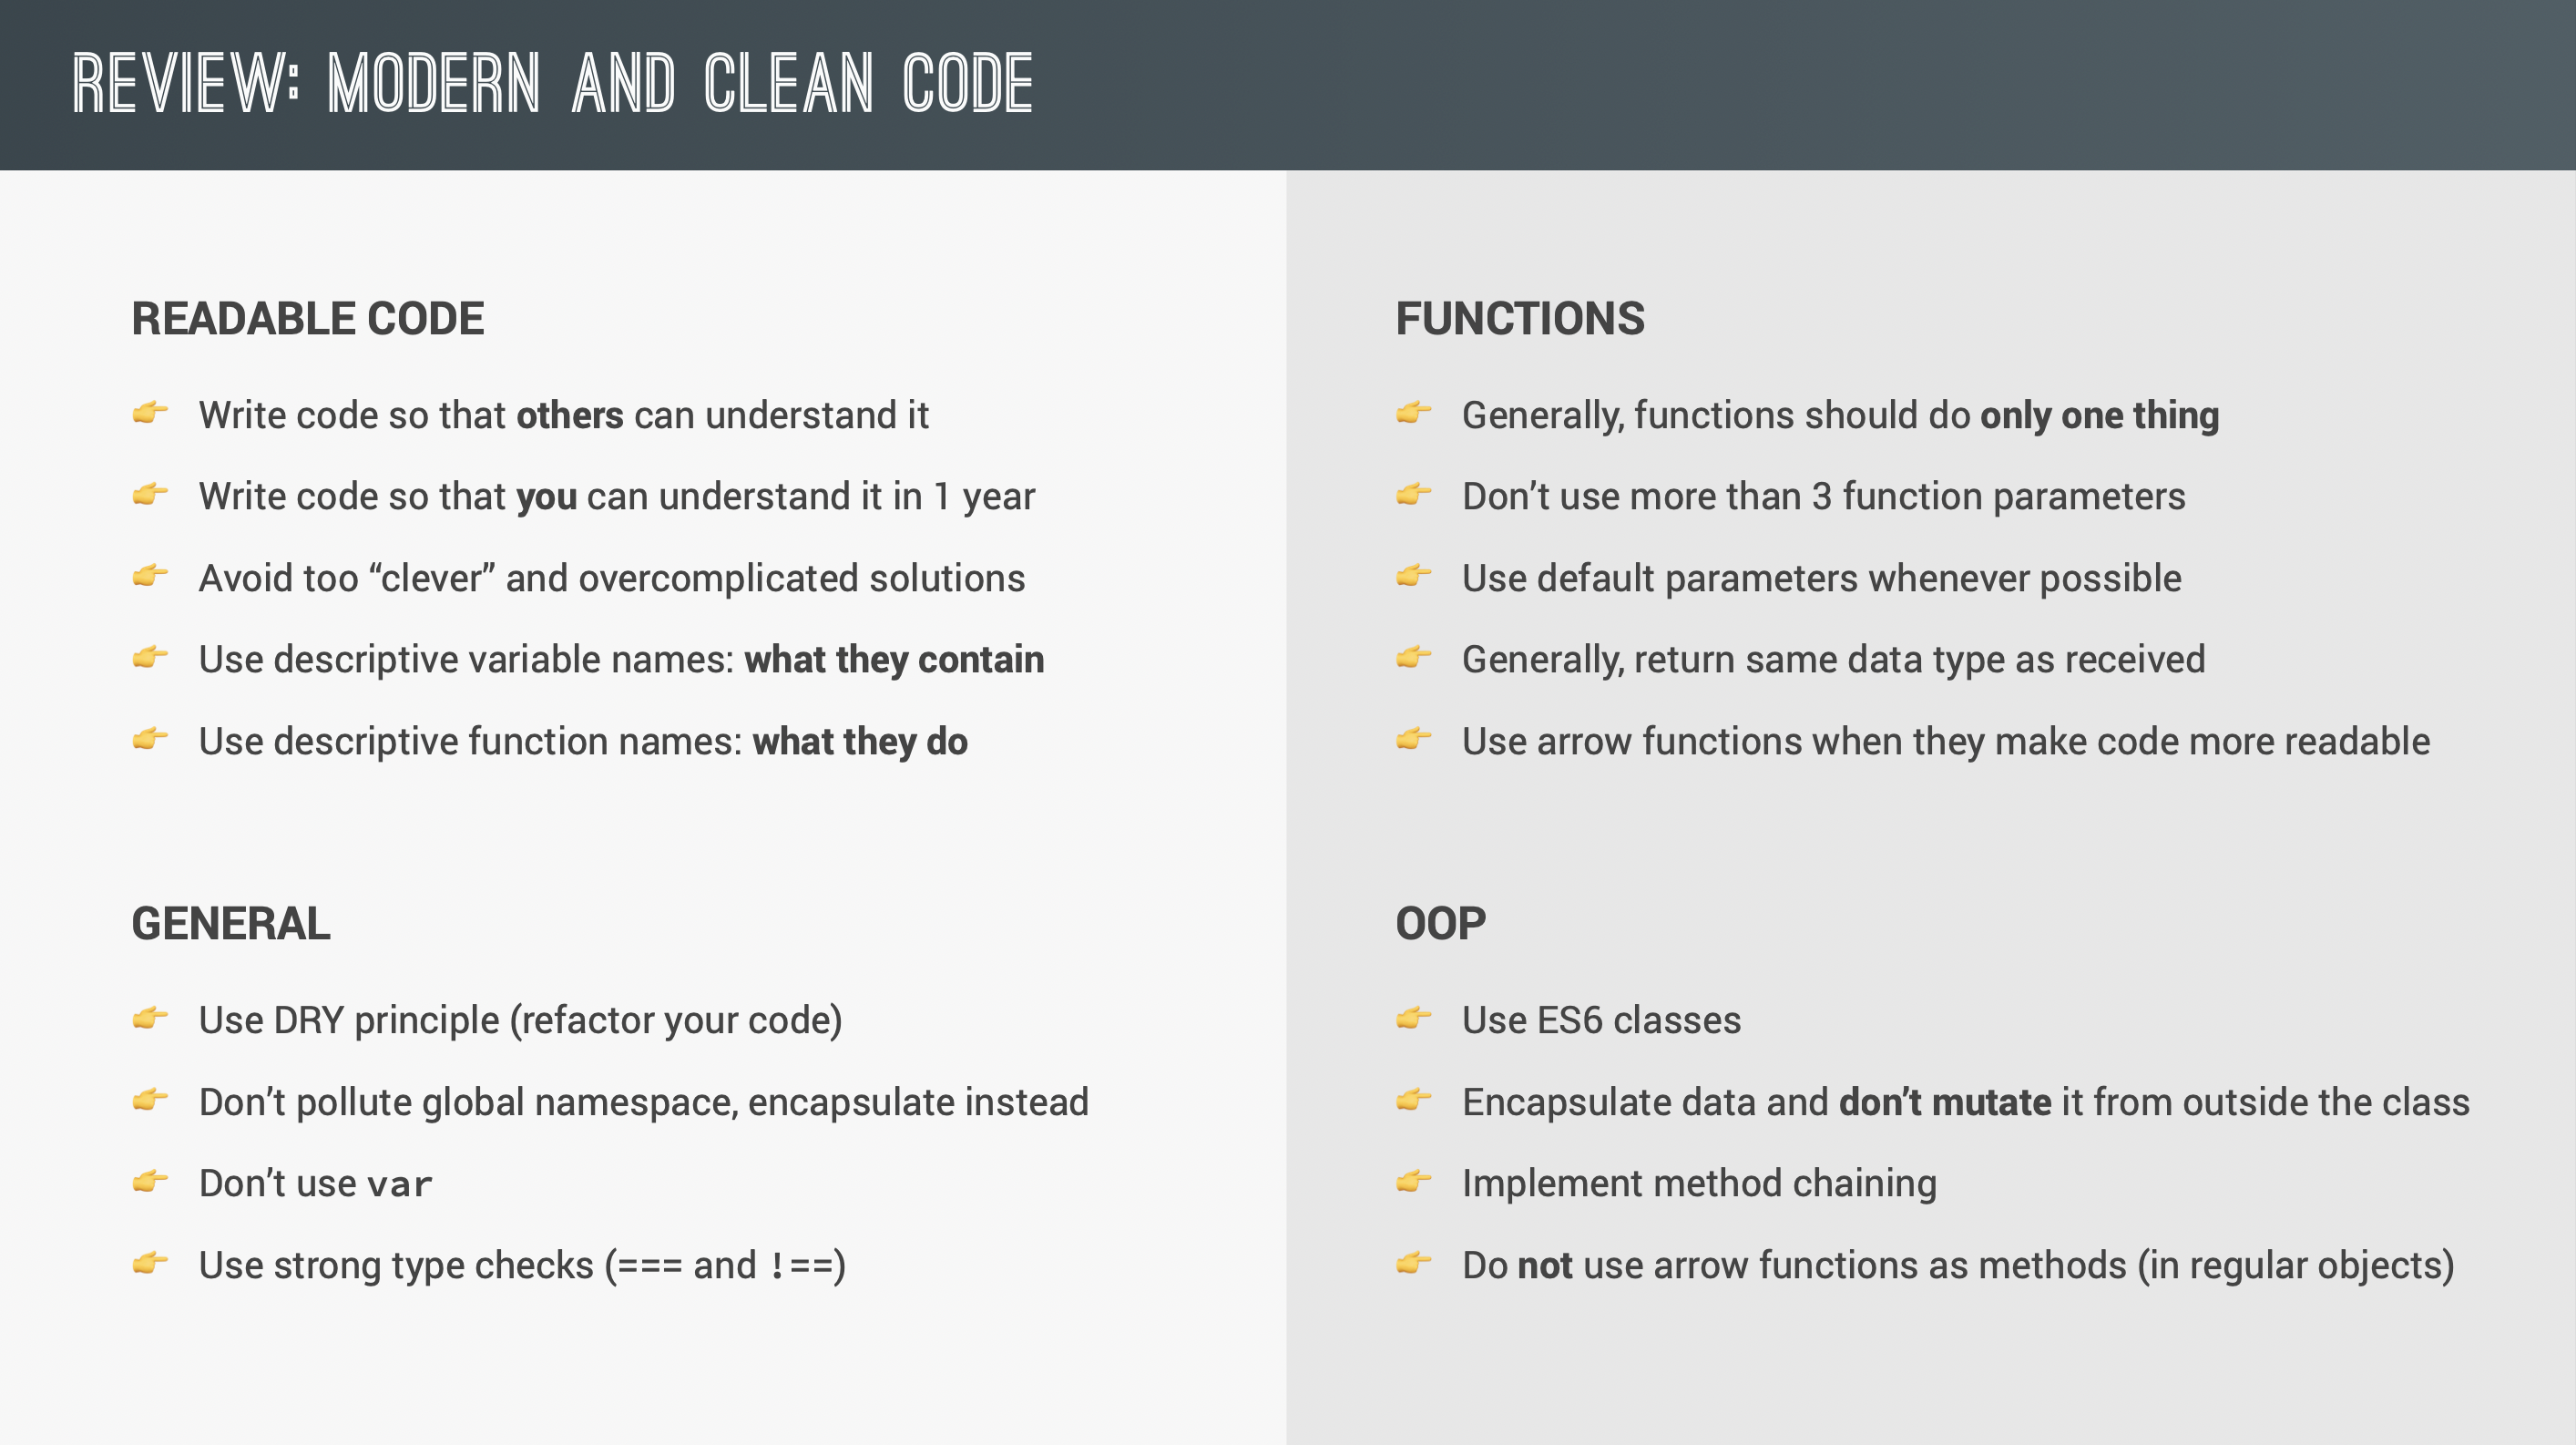 REVIEW: MODERN AND CLEAN CODE
READABLE CODE
👉 Write code so that others can understand it
👉 Write code so that you can understand it in 1 year
👉 Avoid too “clever” and overcomplicated solutions
👉 Use descriptive variable names: what they contain
👉 Use descriptive function names: what they do
GENERAL
👉 Use DRY principle (refactor your code)
👉 Don’t pollute global namespace, encapsulate instead
👉 Don’t use var
👉 Use strong type checks (=== and !==)
FUNCTIONS
👉 Generally, functions should do only one thing
👉 Don’t use more than 3 function parameters
👉 Use default parameters whenever possible
👉 Generally, return same data type as received
👉 Use arrow functions when they make code more readable
OOP
👉 Use ES6 classes
👉 Encapsulate data and don’t mutate it from outside the class
👉 Implement method chaining
👉 Do not use arrow functions as methods (in regular objects)